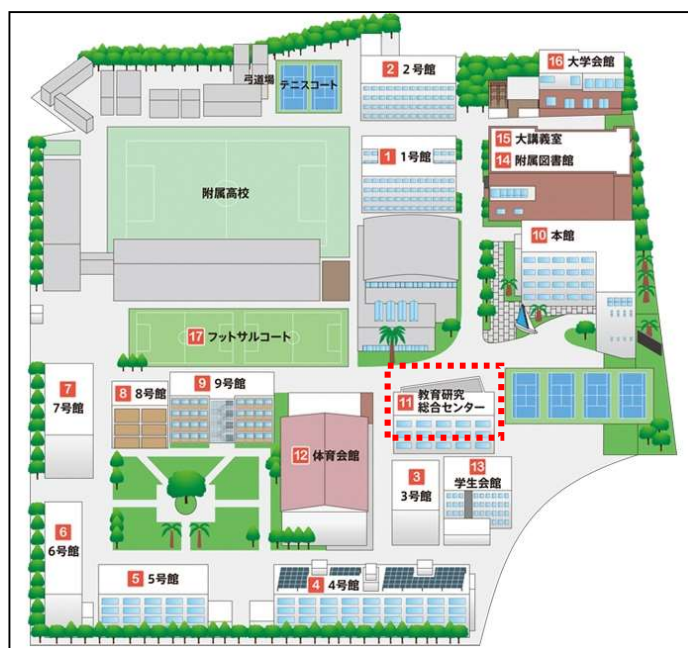 16 大学会館
2 2号館
弓道場
テニスコート
15 大講義室
14 附属図書館
1 1号館
附属高校
10 本館
17 フットサルコート
7
7号館
8 8号館
9 9号館
11 教育研究
総合センター
12 体育会館
3
3号館
13
学生会館
6
6号館
5 5号館
4 4号館